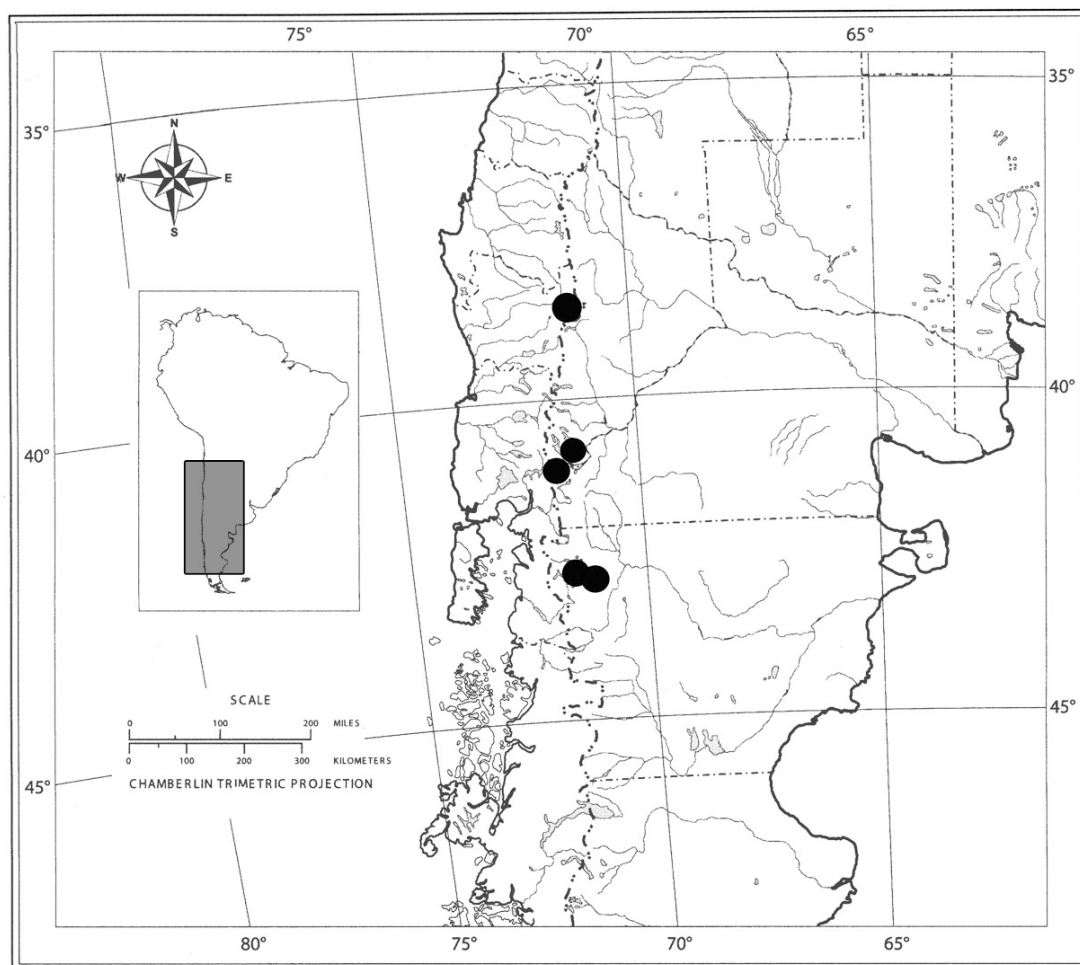 75° 70° 65°
35° 35°
N
W E
S
40°
40°
SCALE
0 100 200 MILES
0 100 200 300 KILOMETERS
CHAMBERLIN TRIMETRIC PROJECTION
45°
45°
80° 75° 70° 65°